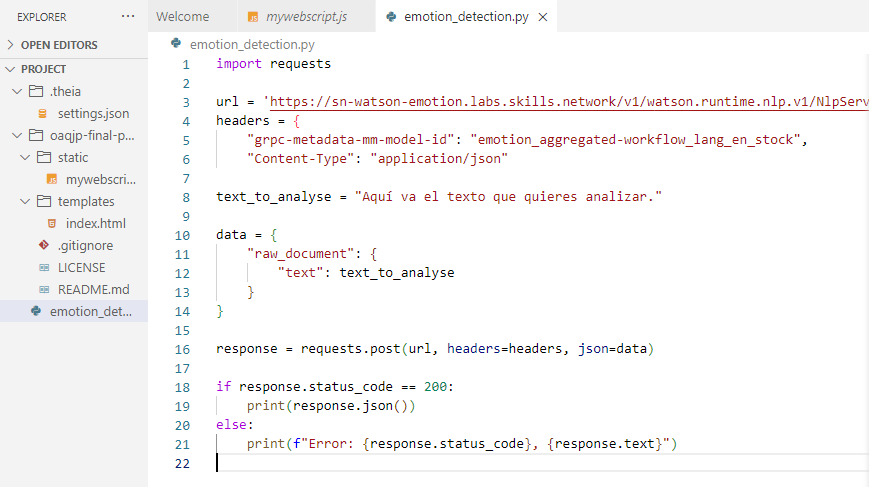 EXPLORER ···
OPEN EDITORS
PROJECT
.theia
settings.json
oaqjp-final-p...
static
mywebscri...
templates
index.html
.gitignore
LICENSE
README.md
emotion_det...
Welcome
JS mywebscript.js
emotion_detection.py ×
emotion_detection.py
1 import requests
2
3 url = 'https://sn-watson-emotion.labs.skills.network/v1/watson.runtime.nlp.v1/NlpServ
4 headers = {
5 "grpc-metadata-mm-model-id": "emotion_aggregated-workflow_lang_en_stock",
6 "Content-Type": "application/json"
7
8 text_to_analyse = "Aquí va el texto que quieres analizar."
9
10 data = {
11 "raw_document": {
12 "text": text_to_analyse
13 }
14 }
15
16 response = requests.post(url, headers=headers, json=data)
17
18 if response.status_code == 200:
19 print(response.json())
20 else:
21 print(f"Error: {response.status_code}, {response.text}")
22